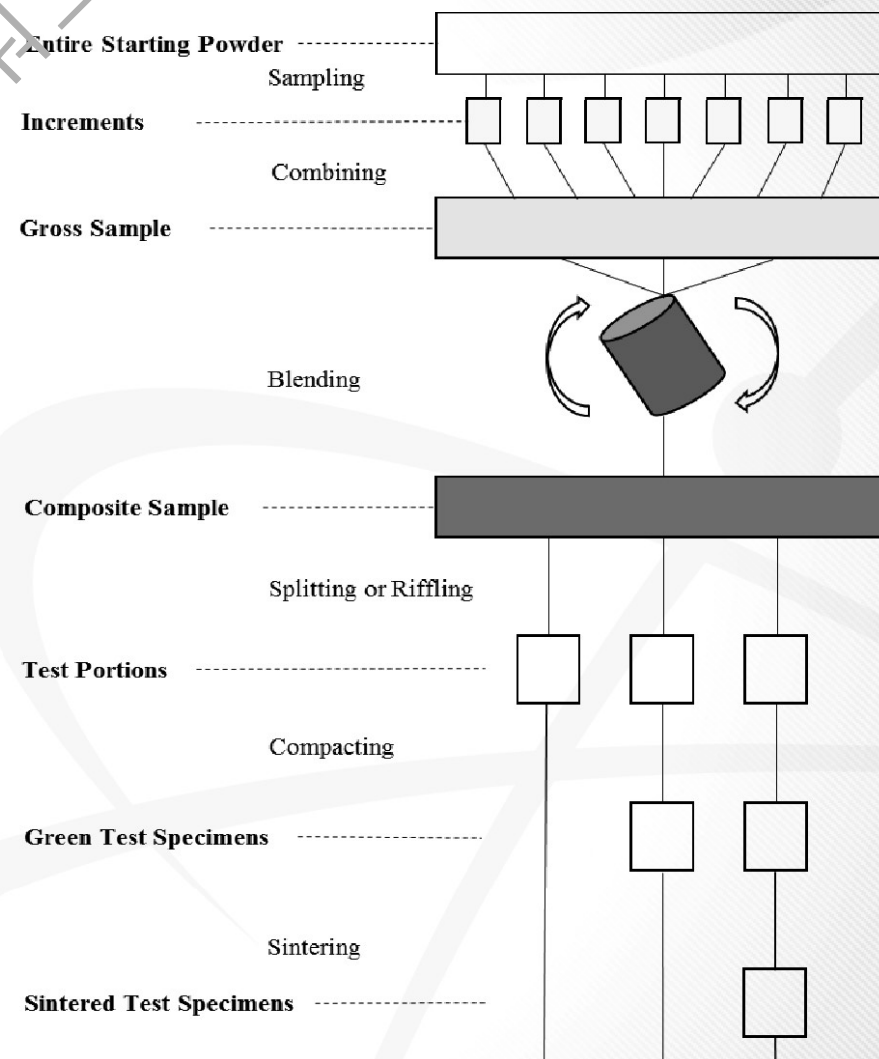 Entire Starting Powder
Sampling
Increments
Combining
Gross Sample
Blending
Composite Sample
Splitting or Riffling
Test Portions
Compacting
Green Test Specimens
Sintering
Sintered Test Specimens